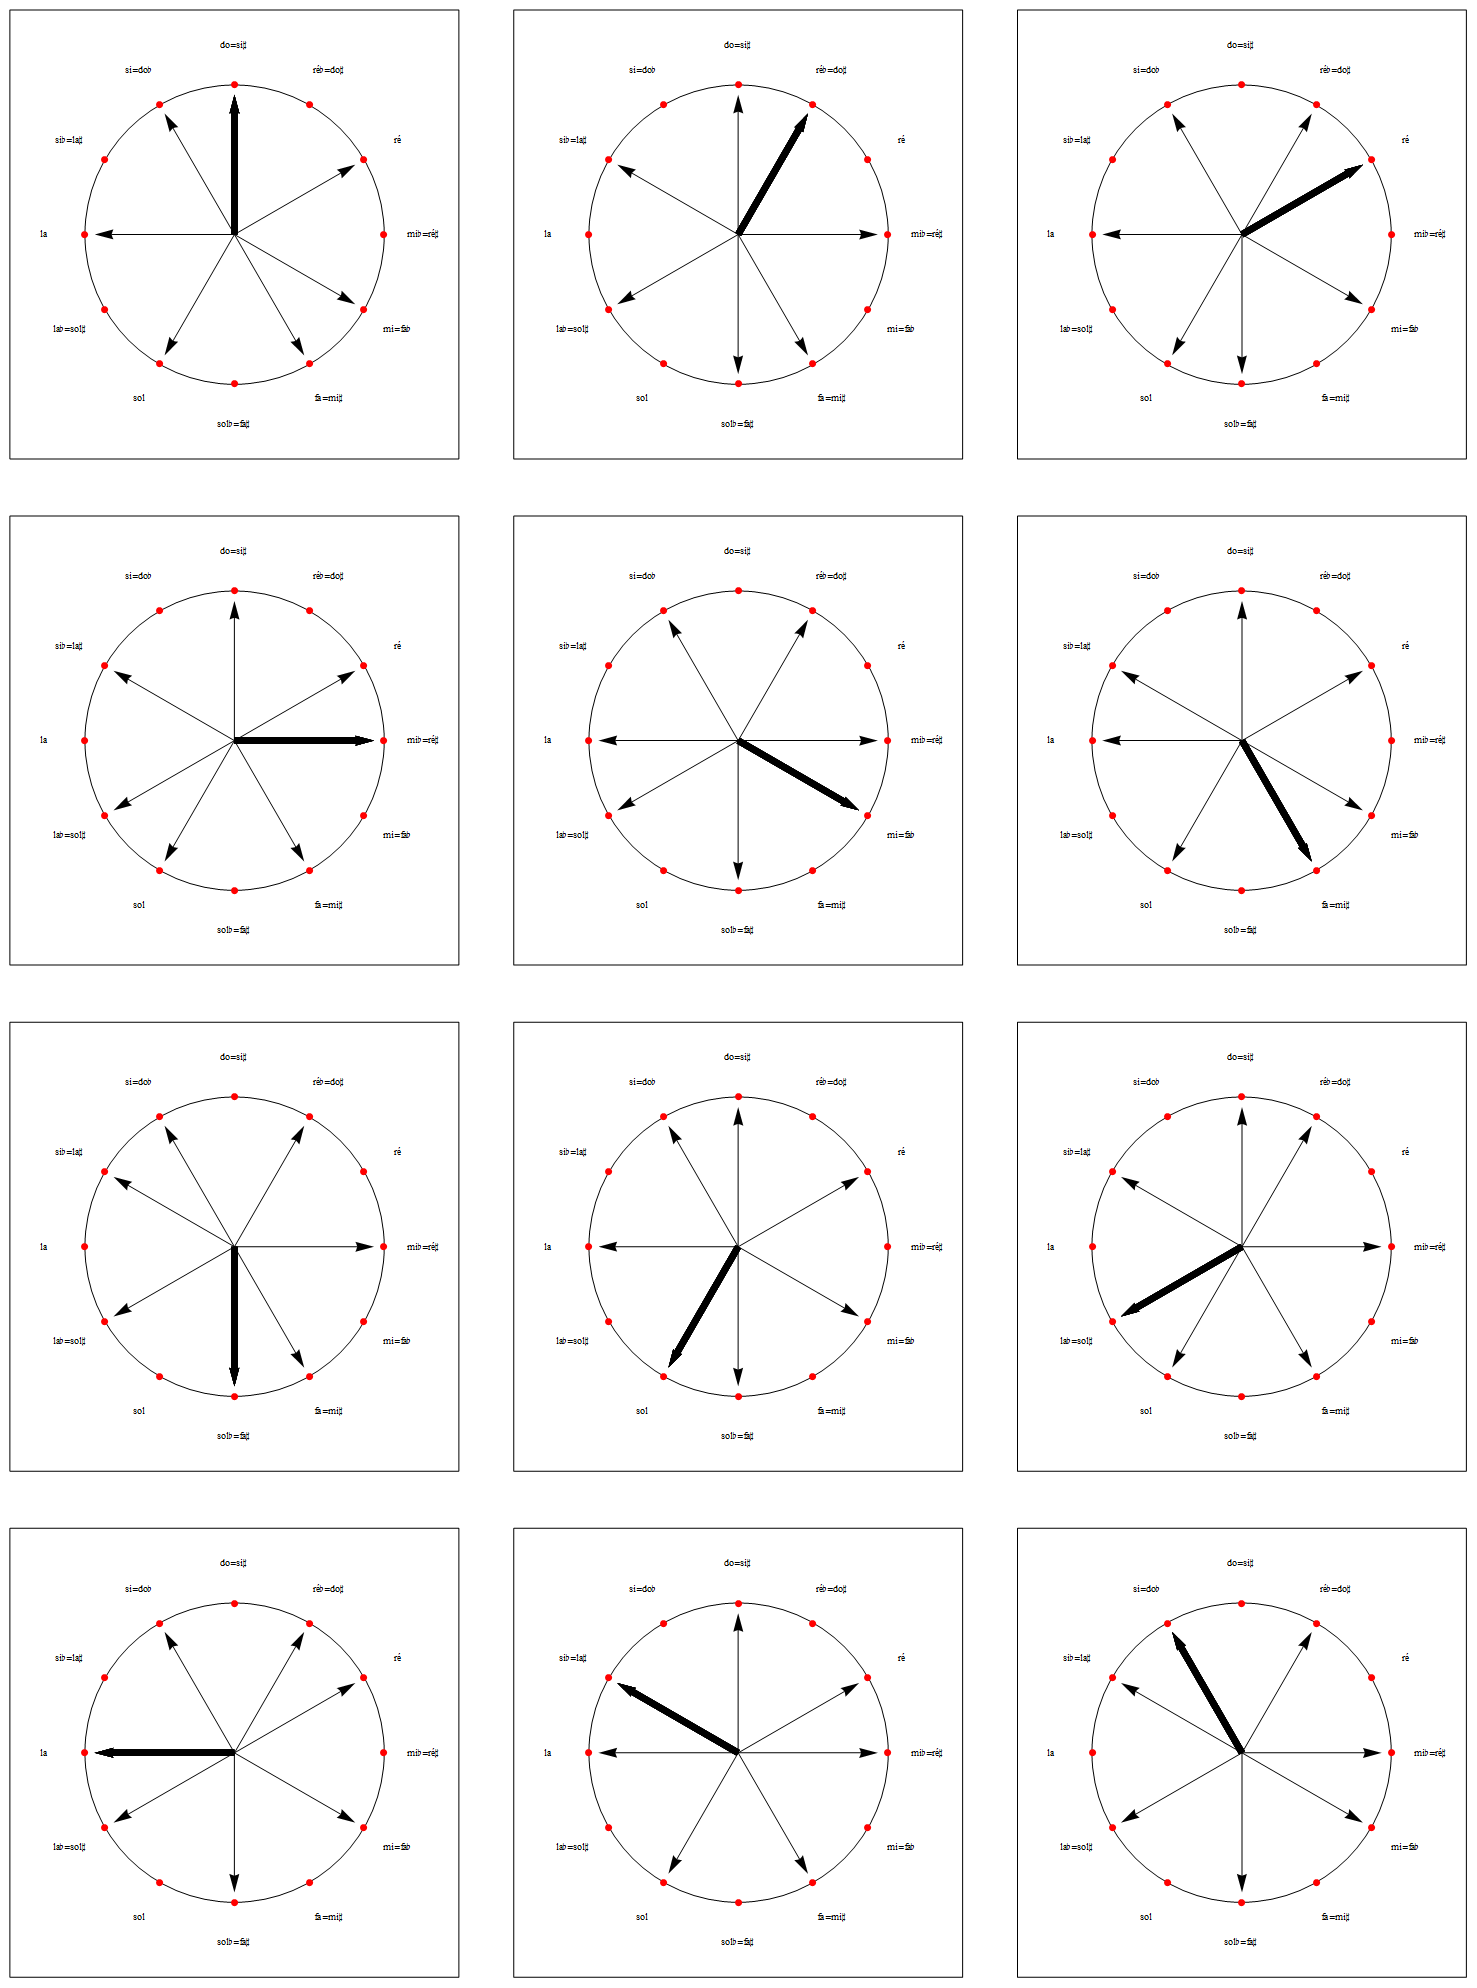 do=si♯
si=do♭
ré♭=do♯
si♭=la♯
ré
la
mi♭=ré♯
la♭=sol♯
mi=fa♭
sol
fa=mi♯
sol♭=fa♯
do=si♯
si=do♭
ré♭=do♯
si♭=la♯
ré
la
mi♭=ré♯
la♭=sol♯
mi=fa♭
sol
fa=mi♯
sol♭=fa♯
do=si♯
si=do♭
ré♭=do♯
si♭=la♯
ré
la
mi♭=ré♯
la♭=sol♯
mi=fa♭
sol
fa=mi♯
sol♭=fa♯
do=si♯
si=do♭
ré♭=do♯
si♭=la♯
ré
la
mi♭=ré♯
la♭=sol♯
mi=fa♭
sol
fa=mi♯
sol♭=fa♯
do=si♯
si=do♭
ré♭=do♯
si♭=la♯
ré
la
mi♭=ré♯
la♭=sol♯
mi=fa♭
sol
fa=mi♯
sol♭=fa♯
do=si♯
si=do♭
ré♭=do♯
si♭=la♯
ré
la
mi♭=ré♯
la♭=sol♯
mi=fa♭
sol
fa=mi♯
sol♭=fa♯
do=si♯
si=do♭
ré♭=do♯
si♭=la♯
ré
la
mi♭=ré♯
la♭=sol♯
mi=fa♭
sol
fa=mi♯
sol♭=fa♯
do=si♯
si=do♭
ré♭=do♯
si♭=la♯
ré
la
mi♭=ré♯
la♭=sol♯
mi=fa♭
sol
fa=mi♯
sol♭=fa♯
do=si♯
si=do♭
ré♭=do♯
si♭=la♯
ré
la
mi♭=ré♯
la♭=sol♯
mi=fa♭
sol
fa=mi♯
sol♭=fa♯
do=si♯
si=do♭
ré♭=do♯
si♭=la♯
ré
la
mi♭=ré♯
la♭=sol♯
mi=fa♭
sol
fa=mi♯
sol♭=fa♯
do=si♯
si=do♭
ré♭=do♯
si♭=la♯
ré
la
mi♭=ré♯
la♭=sol♯
mi=fa♭
sol
fa=mi♯
sol♭=fa♯
do=si♯
si=do♭
ré♭=do♯
si♭=la♯
ré
la
mi♭=ré♯
la♭=sol♯
mi=fa♭
sol
fa=mi♯
sol♭=fa♯